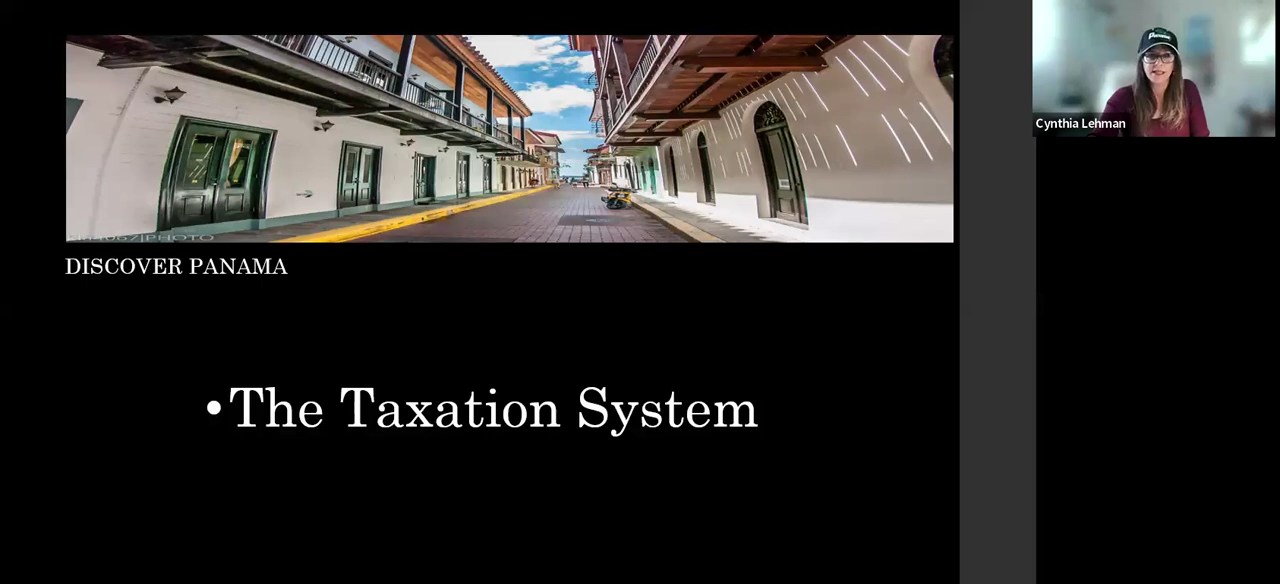 DISCOVER PANAMA
•The Taxation System
Cynthia Lehman